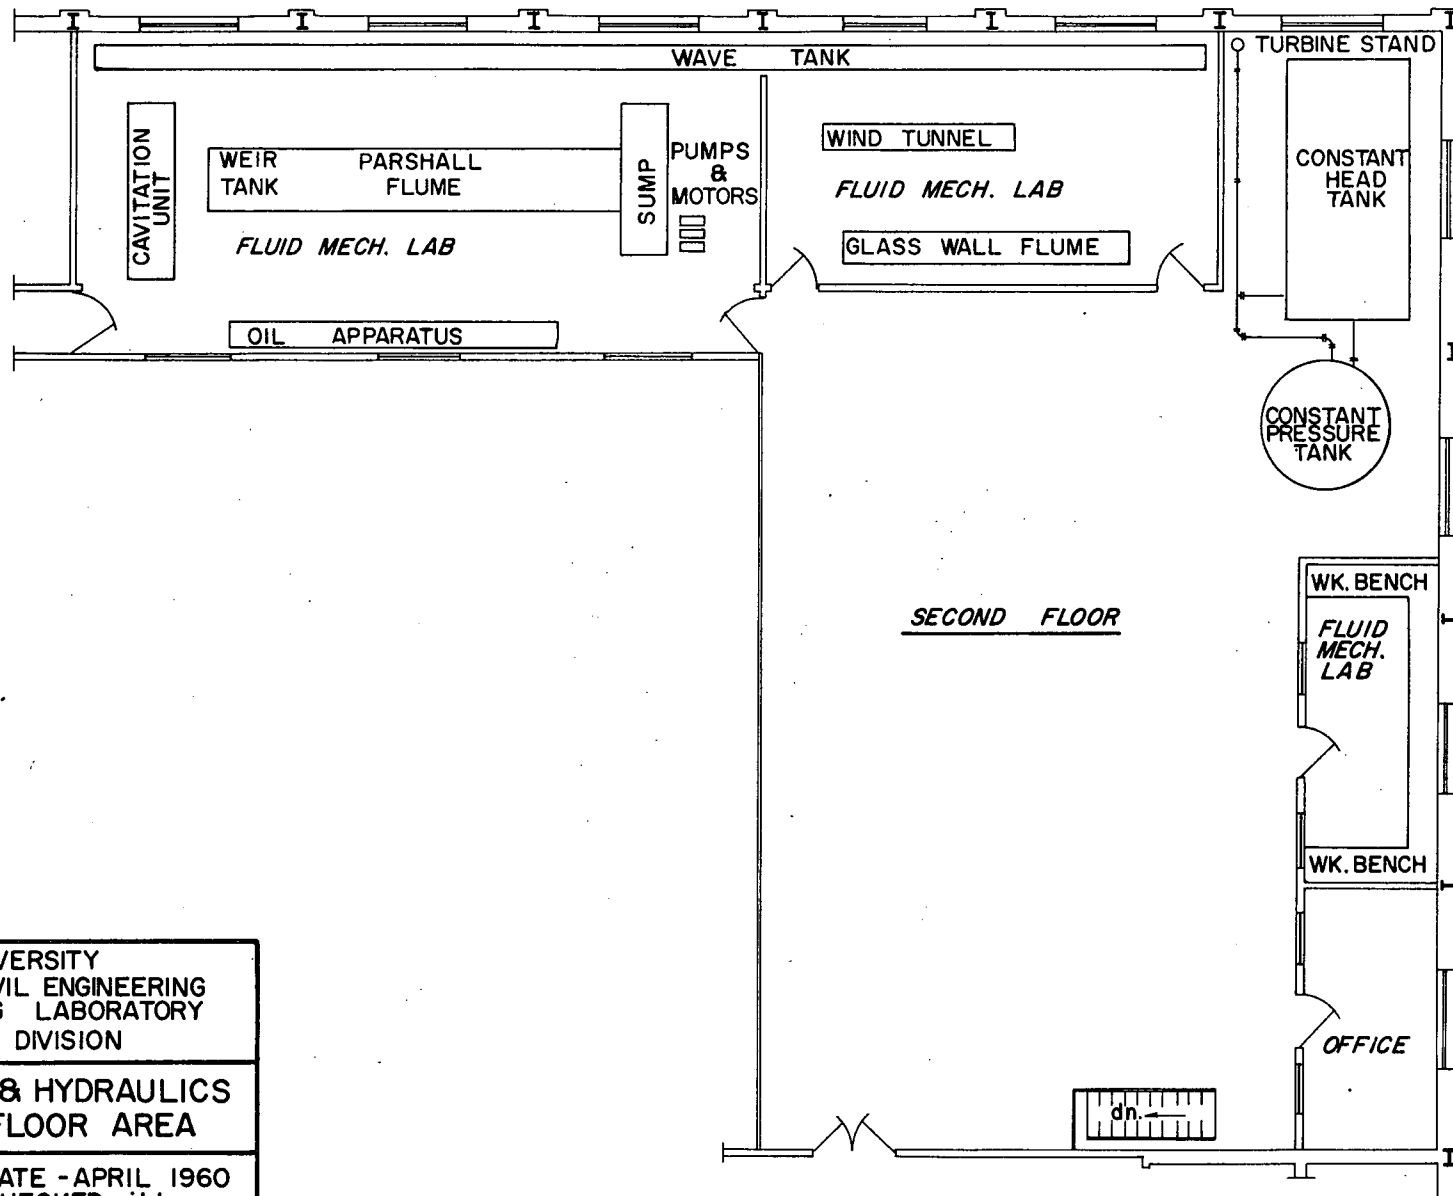 WAVE TANK
TURBINE STAND
CAVITATION
UNIT
WEIR
TANK
PARSHALL
FLUME
SUMP
PUMPS
&
MOTORS
FLUID MECH. LAB
OIL APPARATUS
WIND TUNNEL
FLUID MECH. LAB
GLASS WALL FLUME
CONSTANT
HEAD
TANK
CONSTANT
PRESSURE
TANK
SECOND FLOOR
WK. BENCH
FLUID
MECH.
LAB
WK. BENCH
OFFICE
dn.
VERSITY
VIL ENGINEERING
G LABORATORY
DIVISION
& HYDRAULICS
FLOOR AREA
ATE - APRIL 1960